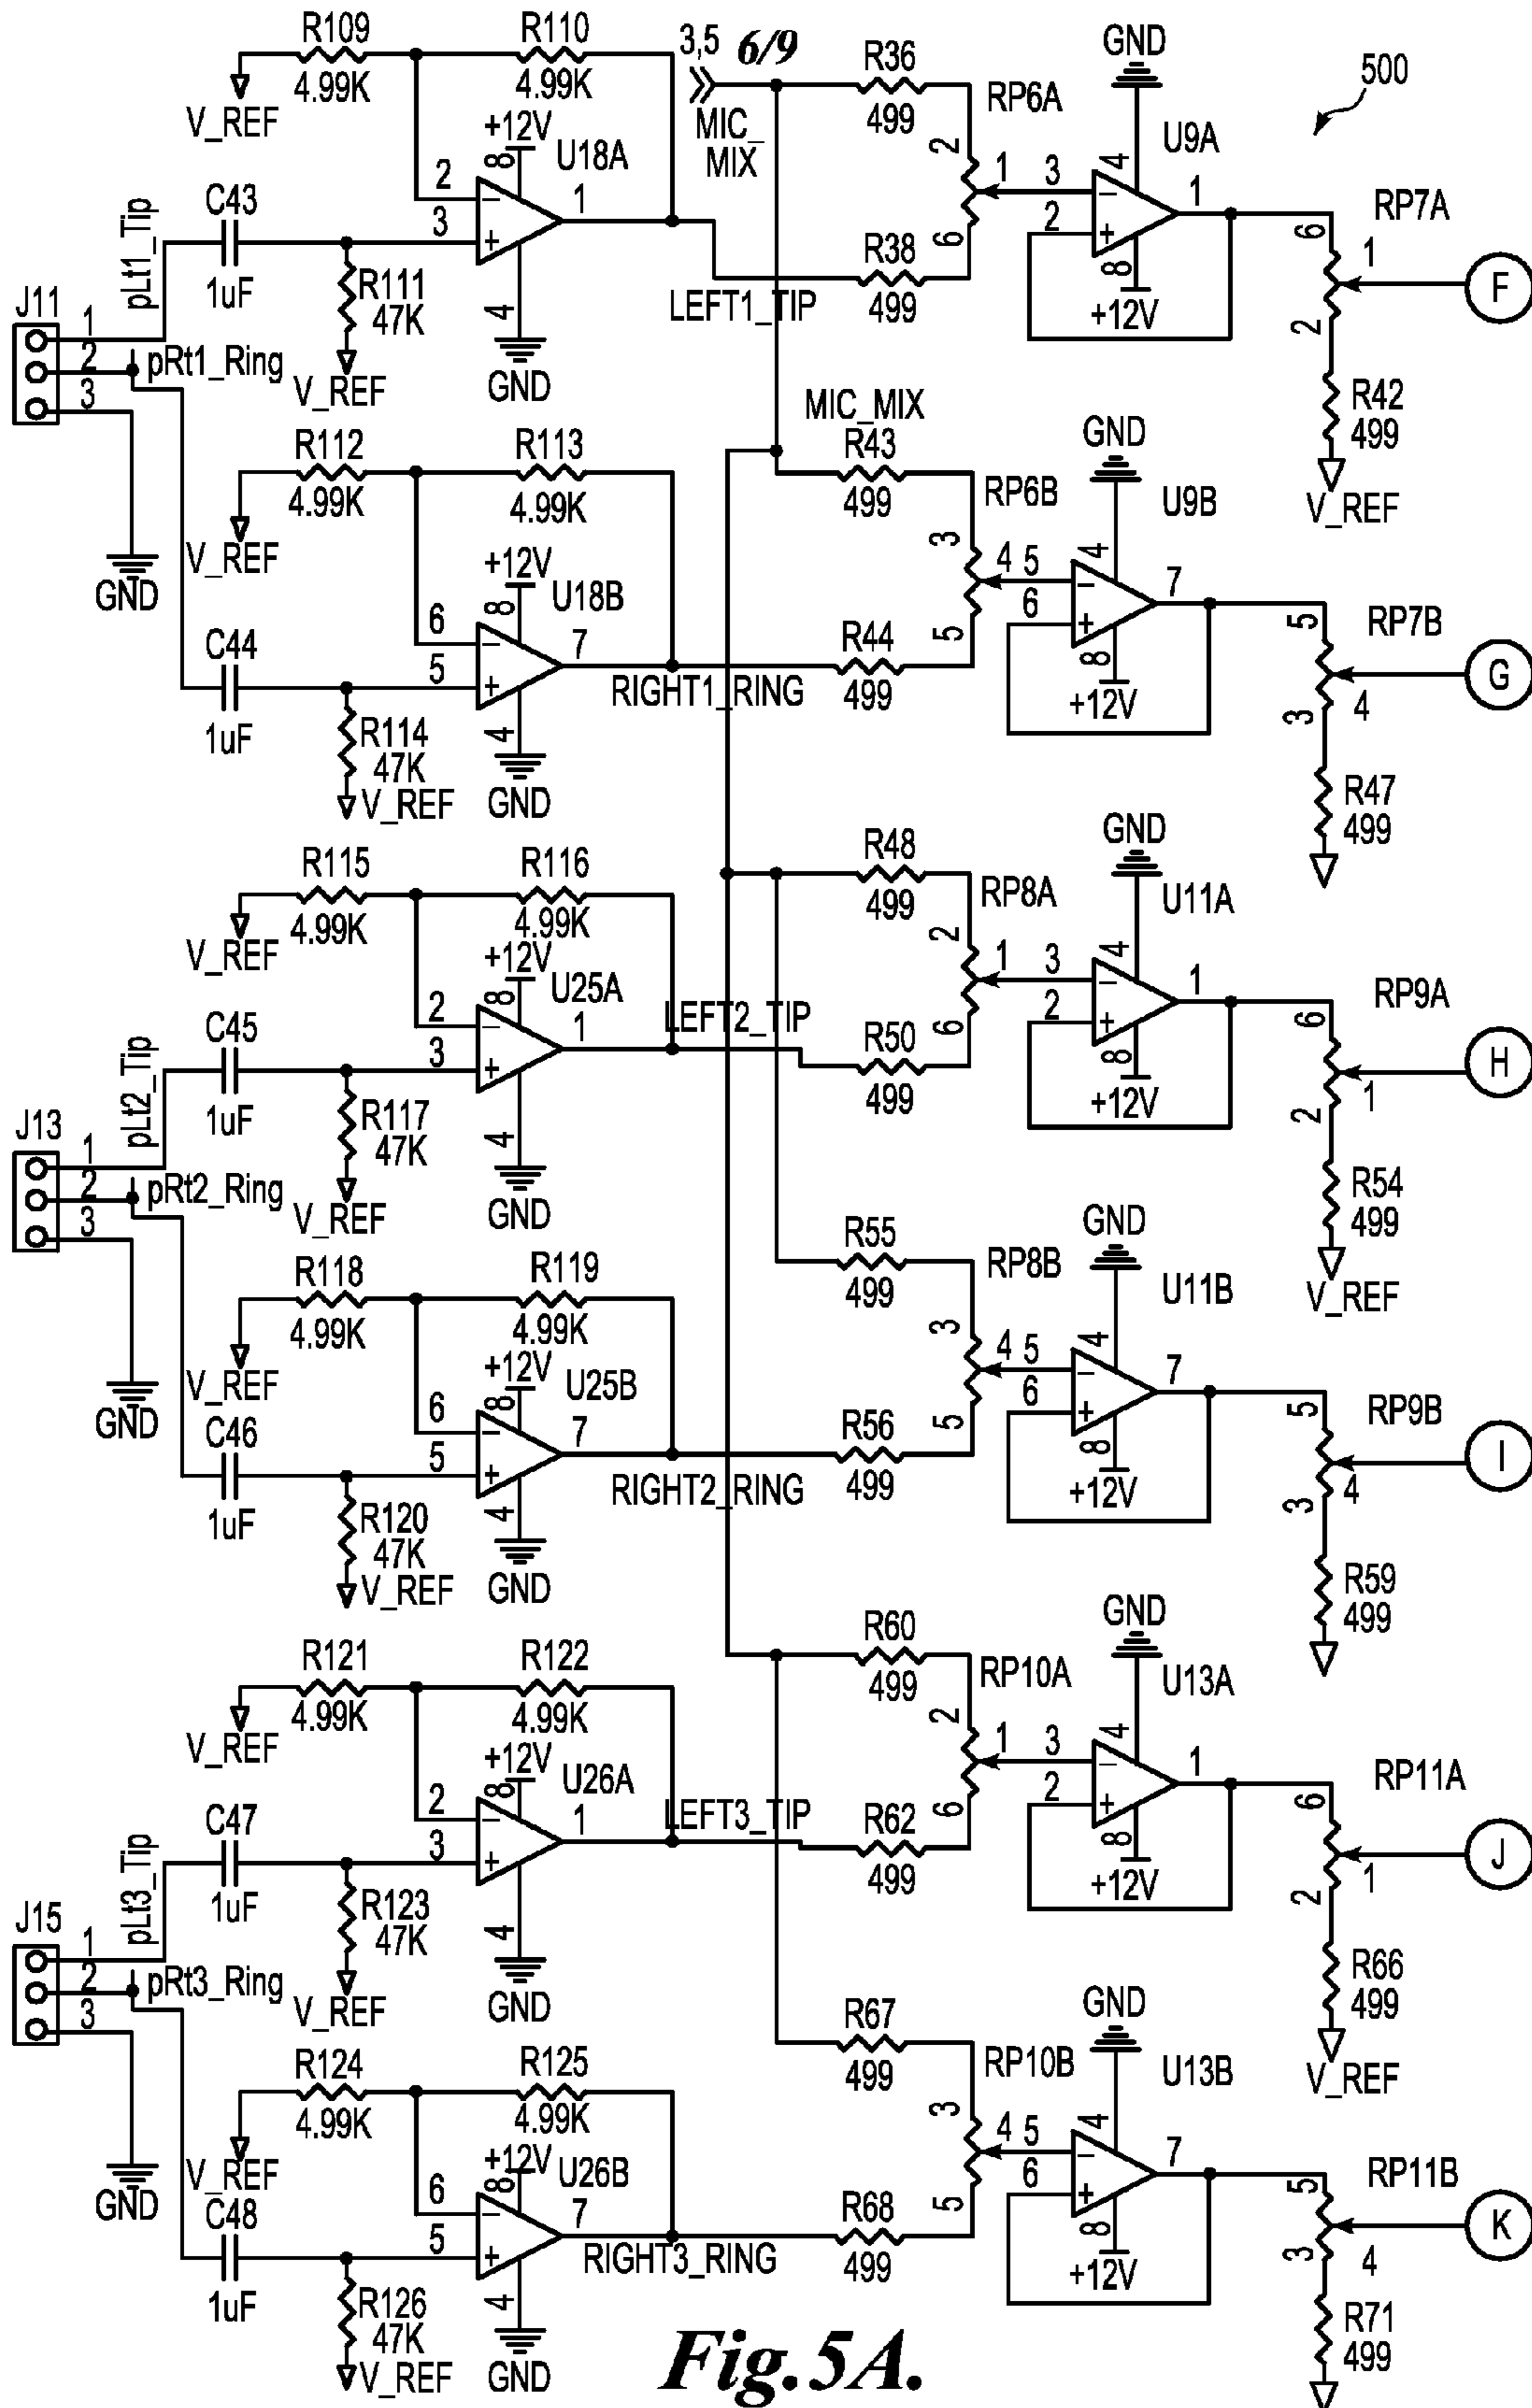 R109
R110
3,5
6/9
R36
GND
500
4.99K
4.99K
RP6A
V_REF
+12V
MIC_
MIX
499
2
4
U9A
8
U18A
2
1
3
1
1
C43
3
2
RP7A
pLt1_Tip
6
R38
8
6
1
F
1uF
R111
47K
4
LEFT1_TIP
499
+12V
2
J11
1
2
pRt1_Ring
3
V_REF
GND
MIC_MIX
R42
499
R112
R113
R43
GND
4.99K
4.99K
499
RP6B
U9B
V_REF
V_REF
+12V
3
4
GND
8
U18B
4
5
7
6
6
5
RP7B
C44
7
5
R44
8
G
5
RIGHT1_RING
499
+12V
3
4
1uF
R114
47K
4
V_REF
GND
R47
499
R115
R116
R48
GND
4.99K
4.99K
499
RP8A
U11A
V_REF
+12V
2
4
8
U25A
1
3
1
RP9A
2
1
LEFT2_TIP
2
6
C45
3
6
R50
8
H
pLt2_Tip
499
+12V
2
1
1uF
R117
47K
4
J13
1
2
pRt2_Ring
3
V_REF
GND
R54
499
R118
R119
R55
GND
4.99K
4.99K
499
RP8B
U11B
V_REF
V_REF
+12V
3
4
GND
8
U25B
4
5
7
6
6
5
RP9B
C46
7
5
R56
8
I
5
RIGHT2_RING
499
+12V
3
4
1uF
R120
47K
4
V_REF
GND
R59
499
R121
R122
R60
GND
4.99K
4.99K
499
RP10A
U13A
V_REF
+12V
2
4
8
U26A
1
3
1
RP11A
2
1
LEFT3_TIP
2
6
C47
3
6
R62
8
J
pLt3_Tip
499
+12V
2
1
1uF
R123
47K
4
J15
1
2
pRt3_Ring
3
V_REF
GND
R66
499
R124
R125
R67
GND
4.99K
4.99K
499
RP10B
U13B
V_REF
V_REF
+12V
3
4
GND
8
U26B
4
5
7
6
6
5
RP11B
C48
7
5
R68
8
K
5
RIGHT3_RING
499
+12V
3
4
1uF
R126
47K
4
V_REF
GND
R71
499
Fig.5A.